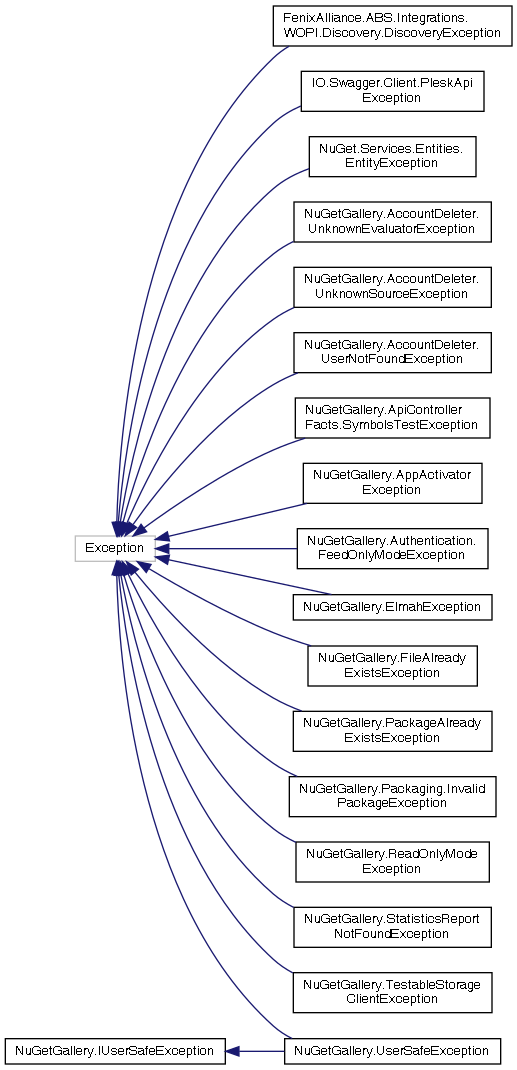 FenixAlliance.ABS.Integrations.
WOPI.Discovery.DiscoveryException
IO.Swagger.Client.PleskApi
Exception
NuGet.Services.Entities.
EntityException
NuGetGallery.AccountDeleter.
UnknownEvaluatorException
NuGetGallery.AccountDeleter.
UnknownSourceException
NuGetGallery.AccountDeleter.
UserNotFoundException
NuGetGallery.ApiController
Facts.SymbolsTestException
NuGetGallery.AppActivator
Exception
Exception
NuGetGallery.Authentication.
FeedOnlyModeException
NuGetGallery.ElmahException
NuGetGallery.FileAlready
ExistsException
NuGetGallery.PackageAlready
ExistsException
NuGetGallery.Packaging.Invalid
PackageException
NuGetGallery.ReadOnlyMode
Exception
NuGetGallery.StatisticsReport
NotFoundException
NuGetGallery.TestableStorage
ClientException
NuGetGallery.IUserSafeException
NuGetGallery.UserSafeException